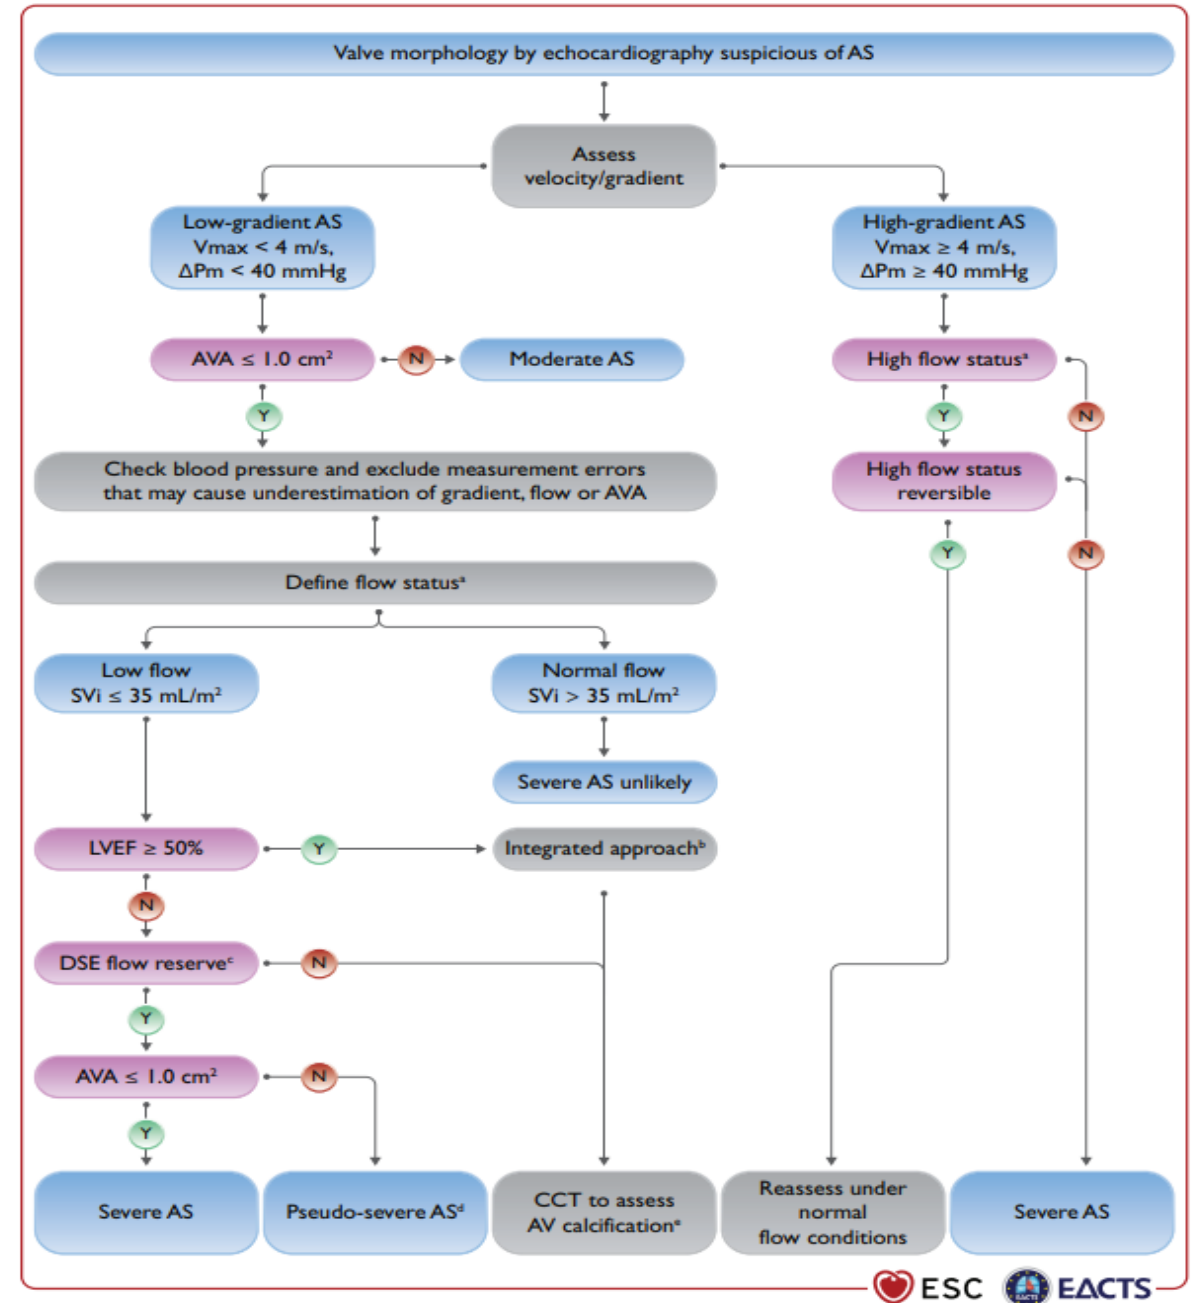 Valve morphology by echocardiography suspicious of AS
Assess
velocity/gradient
Low-gradient AS
Vmax < 4 m/s,
ΔPm < 40 mmHg
High-gradient AS
Vmax ≥ 4 m/s,
ΔPm ≥ 40 mmHg
AVA ≤ 1.0 cm²
N
Moderate AS
High flow statusᵃ
Y
Y
N
Check blood pressure and exclude measurement errors
that may cause underestimation of gradient, flow or AVA
High flow status
reversible
Y
N
Define flow statusᵃ
Low flow
SVi ≤ 35 mL/m²
Normal flow
SVi > 35 mL/m²
Severe AS unlikely
LVEF ≥ 50%
Y
Integrated approachᵇ
N
DSE flow reserveᶜ
N
Y
AVA ≤ 1.0 cm²
N
Y
Severe AS
Pseudo-severe ASᵈ
CCT to assess
AV calcificationᵉ
Reassess under
normal
flow conditions
Severe AS
ESC
EACTS
EACTS